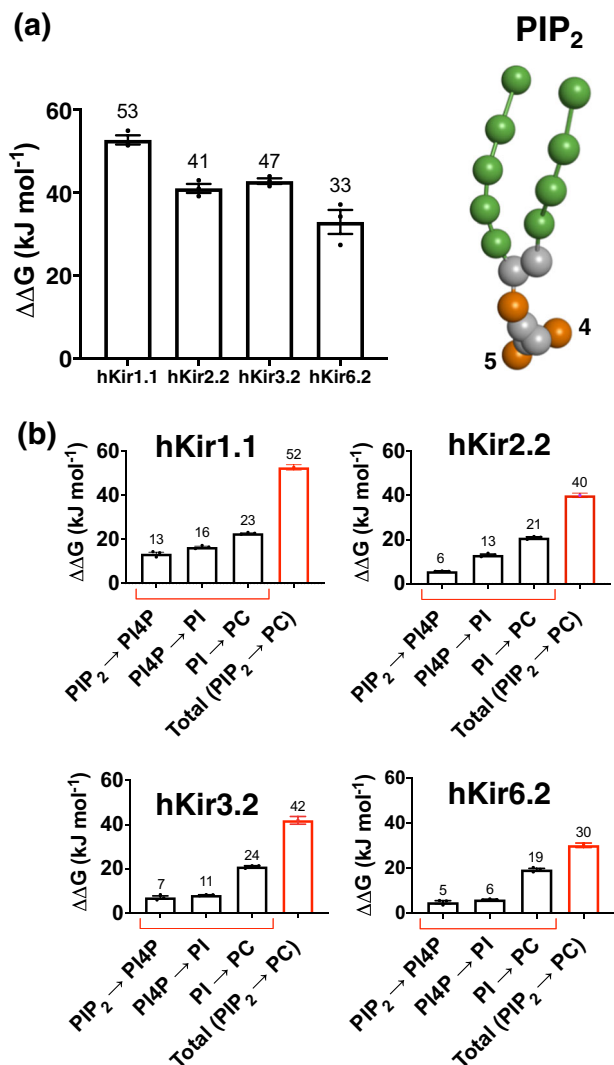 (a)
PIP₂
ΔΔG (kJ mol⁻¹)
60
40
20
0
53
41
47
33
hKir1.1
hKir2.2
hKir3.2
hKir6.2
4
5
(b)
hKir1.1
ΔΔG (kJ mol⁻¹)
60
40
20
0
13
16
23
52
PIP₂ → PI4P
PI4P → PI
PI → PC
Total (PIP₂ → PC)
hKir2.2
ΔΔG (kJ mol⁻¹)
60
40
20
0
6
13
21
40
PIP₂ → PI4P
PI4P → PI
PI → PC
Total (PIP₂ → PC)
hKir3.2
ΔΔG (kJ mol⁻¹)
60
40
20
0
7
11
24
42
PIP₂ → PI4P
PI4P → PI
PI → PC
Total (PIP₂ → PC)
hKir6.2
ΔΔG (kJ mol⁻¹)
60
40
20
0
5
6
19
30
PIP₂ → PI4P
PI4P → PI
PI → PC
Total (PIP₂ → PC)